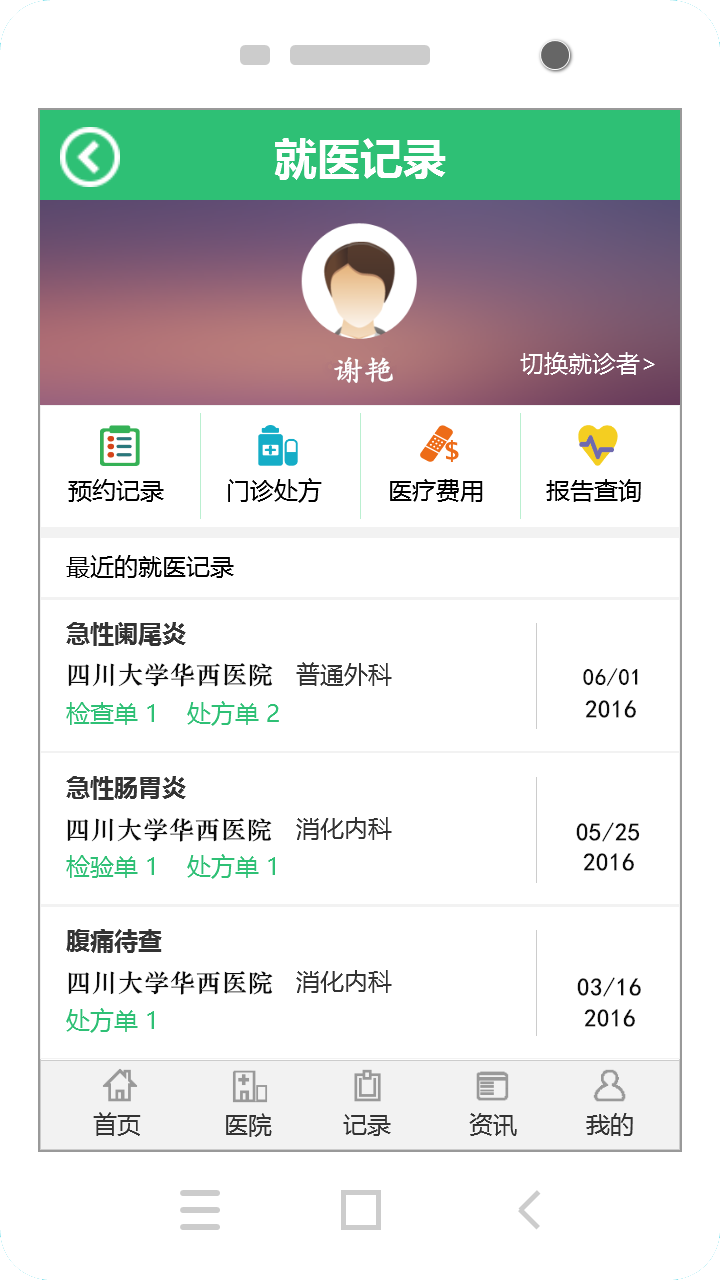 就医记录
谢艳
切换就诊者>
预约记录 门诊处方 医疗费用 报告查询
最近的就医记录
急性阑尾炎
四川大学华西医院 普通外科
检查单 1 处方单 2
06/01
2016
急性肠胃炎
四川大学华西医院 消化内科
检验单 1 处方单 1
05/25
2016
腹痛待查
四川大学华西医院 消化内科
处方单 1
03/16
2016
首页 医院 记录 资讯 我的